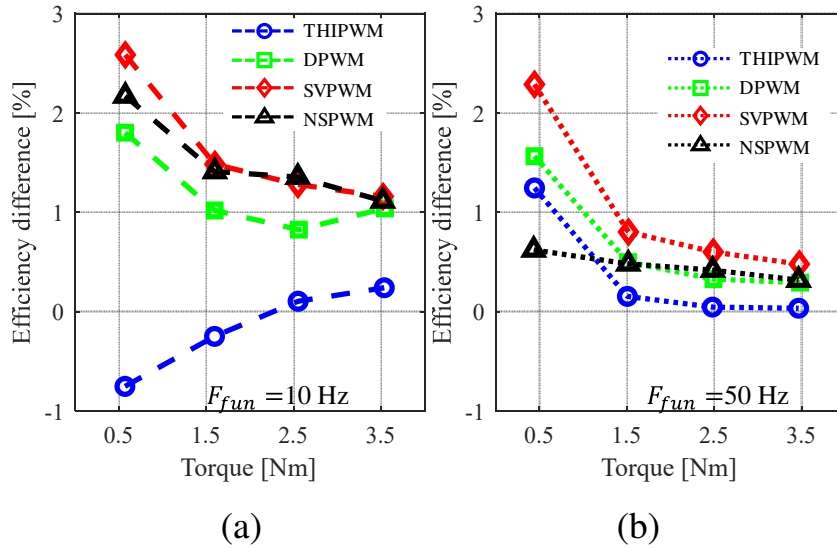 3
2
1
0
-1
Efficiency difference [%]
THIPWM
DPWM
SVPWM
NSPWM
F_fun = 10 Hz
0.5 1.5 2.5 3.5
Torque [Nm]
(a)
3
2
1
0
-1
Efficiency difference [%]
THIPWM
DPWM
SVPWM
NSPWM
F_fun = 50 Hz
0.5 1.5 2.5 3.5
Torque [Nm]
(b)